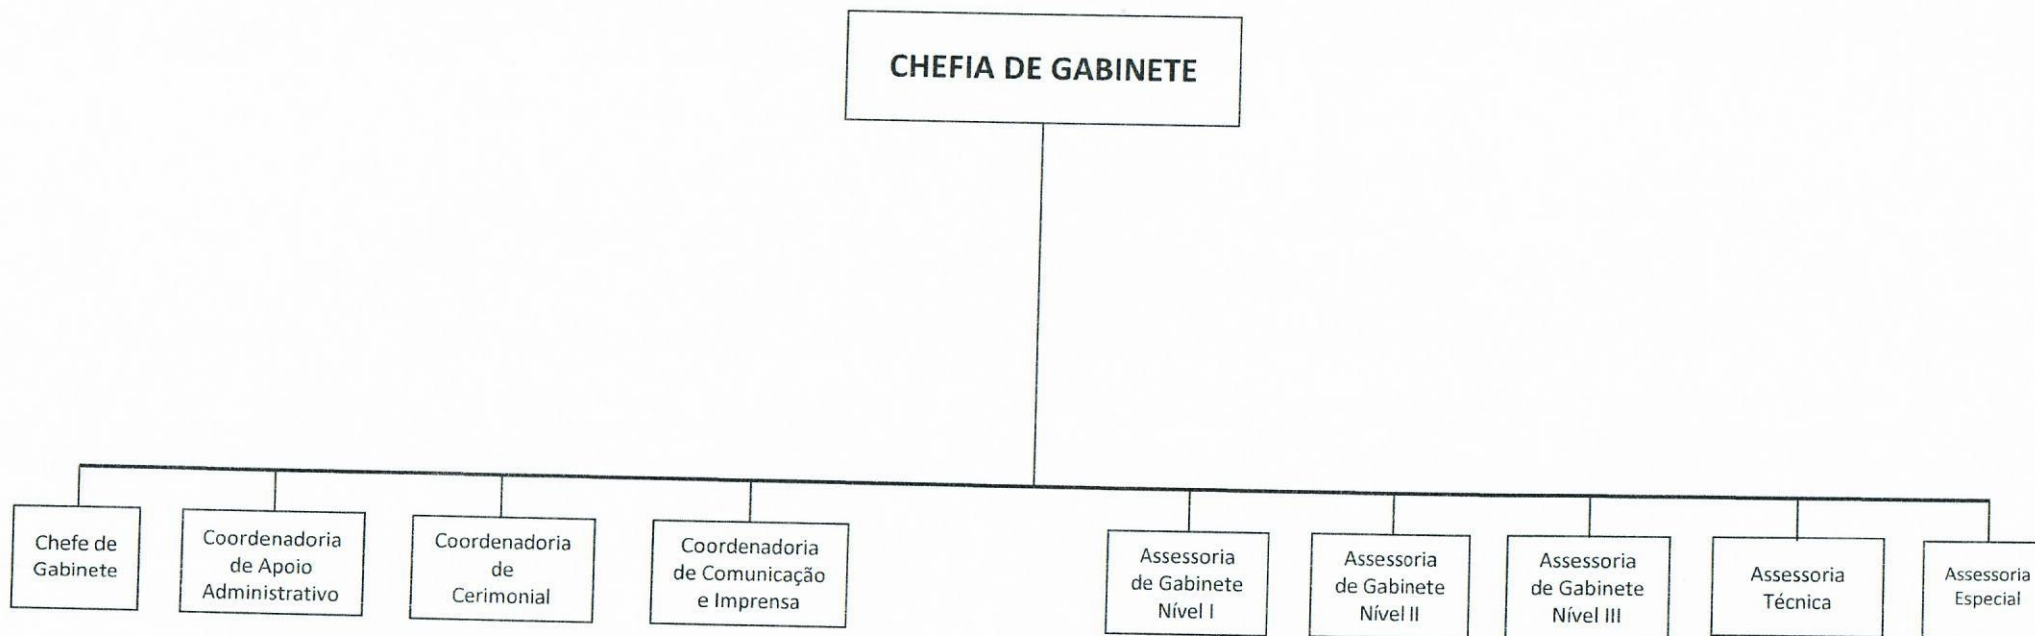 CHEFIA DE GABINETE
Chefe de
Gabinete
Coordenadoria
de Apoio
Administrativo
Coordenadoria
de
Cerimonial
Coordenadoria
de Comunicação
e Imprensa
Assessoria
de Gabinete
Nível I
Assessoria
de Gabinete
Nível II
Assessoria
de Gabinete
Nível III
Assessoria
Técnica
Assessoria
Especial